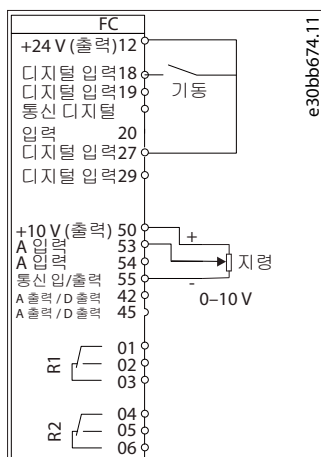 FC
+24 V (출력) 12
디지털 입력 18
디지털 입력 19
통신 디지털
입력 20
디지털 입력 27
디지털 입력 29
기동
+10 V (출력) 50
A 입력 53
A 입력 54
통신 입/출력 55
A 출력 / D 출력 42
A 출력 / D 출력 45
+
지령
-
0–10 V
R1
01
02
03
R2
04
05
06
e30bb674.11